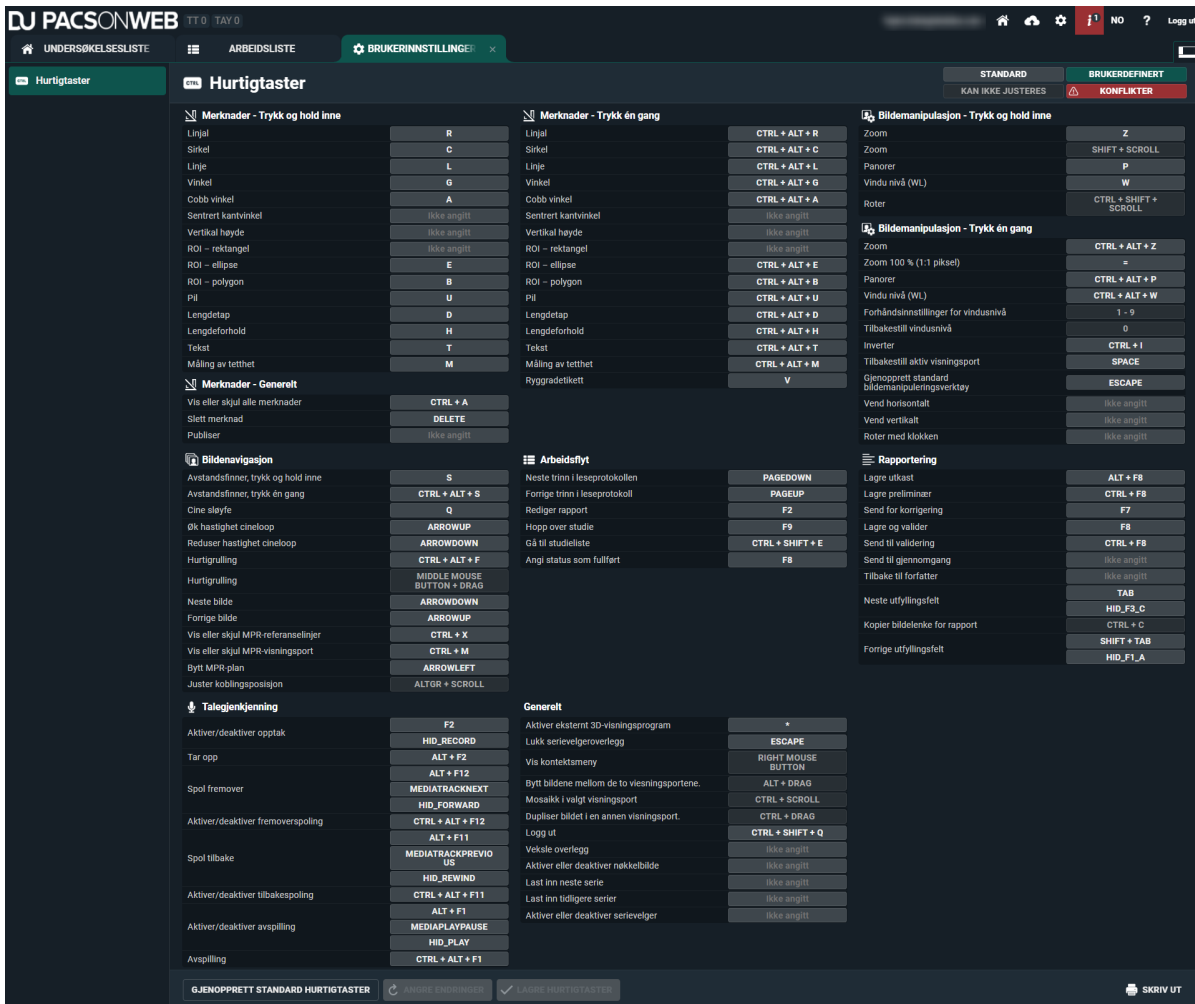 DU PACSONWEB TT 0 TAY 0 i 1 NO ? Logg ut
UNDERSØKELSESLISTE ARBEIDSLISTE BRUKERINNSTILLINGER ×
CTRL Hurtigtaster
CTRL Hurtigtaster
STANDARD BRUKERDEFINERT
KAN IKKE JUSTERES KONFLIKTER
Merknader - Trykk og hold inne
Linjal R
Sirkel C
Linje L
Vinkel G
Cobb vinkel A
Sentrert kantvinkel Ikke angitt
Vertikal høyde Ikke angitt
ROI – rektangel Ikke angitt
ROI – ellipse E
ROI – polygon B
Pil U
Lengdetap D
Lengdeforhold H
Tekst T
Måling av tetthet M
Merknader - Generelt
Vis eller skjul alle merknader CTRL + A
Slett merknad DELETE
Publiser Ikke angitt
Merknader - Trykk én gang
Linjal CTRL + ALT + R
Sirkel CTRL + ALT + C
Linje CTRL + ALT + L
Vinkel CTRL + ALT + G
Cobb vinkel CTRL + ALT + A
Sentrert kantvinkel Ikke angitt
Vertikal høyde Ikke angitt
ROI – rektangel Ikke angitt
ROI – ellipse CTRL + ALT + E
ROI – polygon CTRL + ALT + B
Pil CTRL + ALT + U
Lengdetap CTRL + ALT + D
Lengdeforhold CTRL + ALT + H
Tekst CTRL + ALT + T
Måling av tetthet CTRL + ALT + M
Ryggradetikett V
Bildemanipulasjon - Trykk og hold inne
Zoom Z
Zoom SHIFT + SCROLL
Panorer P
Vindu nivå (WL) W
Roter CTRL + SHIFT +
SCROLL
Bildemanipulasjon - Trykk én gang
Zoom CTRL + ALT + Z
Zoom 100 % (1:1 piksel) =
Panorer CTRL + ALT + P
Vindu nivå (WL) CTRL + ALT + W
Forhåndsinnstillinger for vindusnivå 1 - 9
Tilbakestill vindusnivå 0
Inverter CTRL + I
Tilbakestill aktiv visningsport SPACE
Gjenopprett standard
bildemanipuleringsverktøy ESCAPE
Vend horisontalt Ikke angitt
Vend vertikalt Ikke angitt
Roter med klokken Ikke angitt
Bildenavigasjon
Avstandsfinner, trykk og hold inne S
Avstandsfinner, trykk én gang CTRL + ALT + S
Cine sløyfe Q
Øk hastighet cineloop ARROWUP
Reduser hastighet cineloop ARROWDOWN
Hurtigrulling CTRL + ALT + F
Hurtigrulling MIDDLE MOUSE
BUTTON + DRAG
Neste bilde ARROWDOWN
Forrige bilde ARROWUP
Vis eller skjul MPR-referanselinjer CTRL + X
Vis eller skjul MPR-visningsport CTRL + M
Bytt MPR-plan ARROWLEFT
Juster koblingsposisjon ALTGR + SCROLL
Arbeidsflyt
Neste trinn i leseprotokollen PAGEDOWN
Forrige trinn i leseprotokoll PAGEUP
Rediger rapport F2
Hopp over studie F9
Gå til studieliste CTRL + SHIFT + E
Angi status som fullført F8
Rapportering
Lagre utkast ALT + F8
Lagre preliminær CTRL + F8
Send for korrigering F7
Lagre og valider F8
Send til validering CTRL + F8
Send til gjennomgang Ikke angitt
Tilbake til forfatter Ikke angitt
Neste utfyllingsfelt TAB
HID_F3_C
Kopier bildelenke for rapport CTRL + C
Forrige utfyllingsfelt SHIFT + TAB
HID_F1_A
Talegjenkjenning
Aktiver/deaktiver opptak F2
HID_RECORD
Tar opp ALT + F2
Spol fremover ALT + F12
MEDIATRACKNEXT
HID_FORWARD
Aktiver/deaktiver fremoverspoling CTRL + ALT + F12
Spol tilbake ALT + F11
MEDIATRACKPREVIO
US
HID_REWIND
Aktiver/deaktiver tilbakespoling CTRL + ALT + F11
Aktiver/deaktiver avspilling ALT + F1
MEDIAPLAYPAUSE
HID_PLAY
Avspilling CTRL + ALT + F1
Generelt
Aktiver eksternt 3D-visningsprogram *
Lukk serievelgeroverlegg ESCAPE
Vis kontektsmeny RIGHT MOUSE
BUTTON
Bytt bildene mellom de to viesningsportene. ALT + DRAG
Mosaikk i valgt visningsport CTRL + SCROLL
Dupliser bildet i en annen visningsport. CTRL + DRAG
Logg ut CTRL + SHIFT + Q
Veksle overlegg Ikke angitt
Aktiver eller deaktiver nøkkelbilde Ikke angitt
Last inn neste serie Ikke angitt
Last inn tidligere serier Ikke angitt
Aktiver eller deaktiver serievelger Ikke angitt
GJENOPPRETT STANDARD HURTIGTASTER ANGRE ENDRINGER LAGRE HURTIGTASTER SKRIV UT